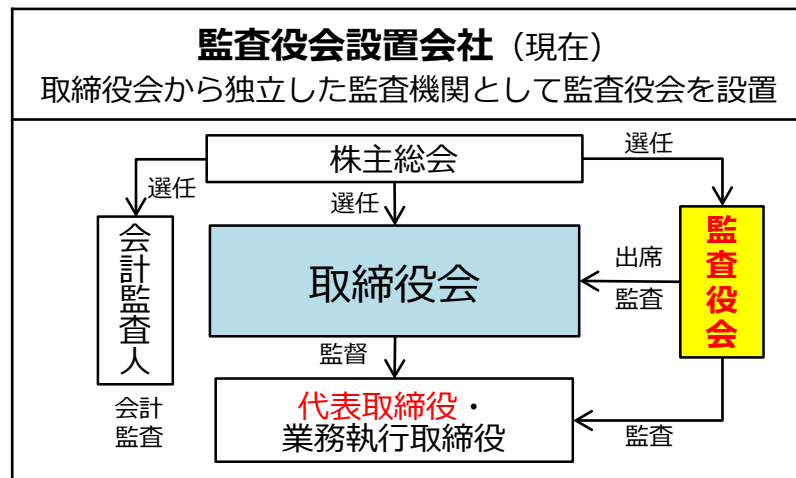 監査役会設置会社（現在）
取締役会から独立した監査機関として監査役会を設置
株主総会
選任
選任
選任
会計監査人
取締役会
出席
監査
監査役会
監督
会計
監査
代表取締役・
業務執行取締役
監査